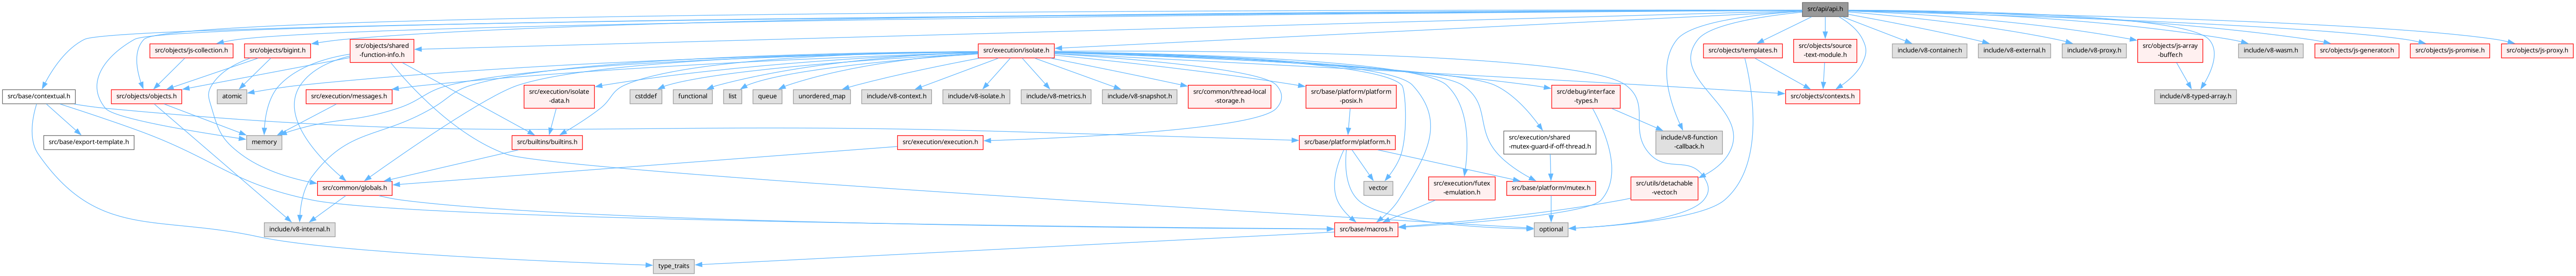 src/api/api.h
src/objects/js-collection.h
src/objects/bigint.h
src/objects/shared
-function-info.h
src/execution/isolate.h
src/objects/templates.h
src/objects/source
-text-module.h
include/v8-container.h
include/v8-external.h
include/v8-proxy.h
src/objects/js-array
-buffer.h
include/v8-wasm.h
src/objects/js-generator.h
src/objects/js-promise.h
src/objects/js-proxy.h
src/base/contextual.h
src/objects/objects.h
atomic
src/execution/messages.h
src/execution/isolate
-data.h
cstddef
functional
list
queue
unordered_map
include/v8-context.h
include/v8-isolate.h
include/v8-metrics.h
include/v8-snapshot.h
src/common/thread-local
-storage.h
src/base/platform/platform
-posix.h
src/debug/interface
-types.h
src/objects/contexts.h
include/v8-typed-array.h
src/base/export-template.h
memory
src/builtins/builtins.h
src/execution/execution.h
src/base/platform/platform.h
src/execution/shared
-mutex-guard-if-off-thread.h
include/v8-function
-callback.h
src/common/globals.h
vector
src/execution/futex
-emulation.h
src/base/platform/mutex.h
src/utils/detachable
-vector.h
include/v8-internal.h
src/base/macros.h
optional
type_traits